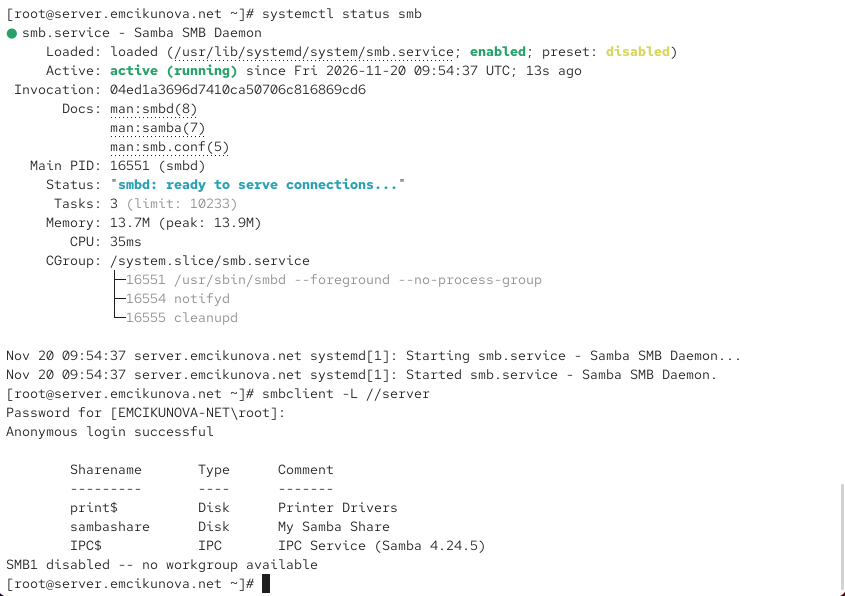 [root@server.emcikunova.net ~]# systemctl status smb
● smb.service - Samba SMB Daemon
     Loaded: loaded (/usr/lib/systemd/system/smb.service; enabled; preset: disabled)
     Active: active (running) since Fri 2026-11-20 09:54:37 UTC; 13s ago
 Invocation: 04ed1a3696d7410ca50706c816869cd6
       Docs: man:smbd(8)
             man:samba(7)
             man:smb.conf(5)
   Main PID: 16551 (smbd)
     Status: "smbd: ready to serve connections..."
      Tasks: 3 (limit: 10233)
     Memory: 13.7M (peak: 13.9M)
        CPU: 35ms
     CGroup: /system.slice/smb.service
             ├─16551 /usr/sbin/smbd --foreground --no-process-group
             ├─16554 notifyd
             └─16555 cleanupd

Nov 20 09:54:37 server.emcikunova.net systemd[1]: Starting smb.service - Samba SMB Daemon...
Nov 20 09:54:37 server.emcikunova.net systemd[1]: Started smb.service - Samba SMB Daemon.
[root@server.emcikunova.net ~]# smbclient -L //server
Password for [EMCIKUNOVA-NET\root]:
Anonymous login successful

        Sharename       Type      Comment
        ---------       ----      -------
        print$          Disk      Printer Drivers
        sambashare      Disk      My Samba Share
        IPC$            IPC       IPC Service (Samba 4.24.5)
SMB1 disabled -- no workgroup available
[root@server.emcikunova.net ~]#